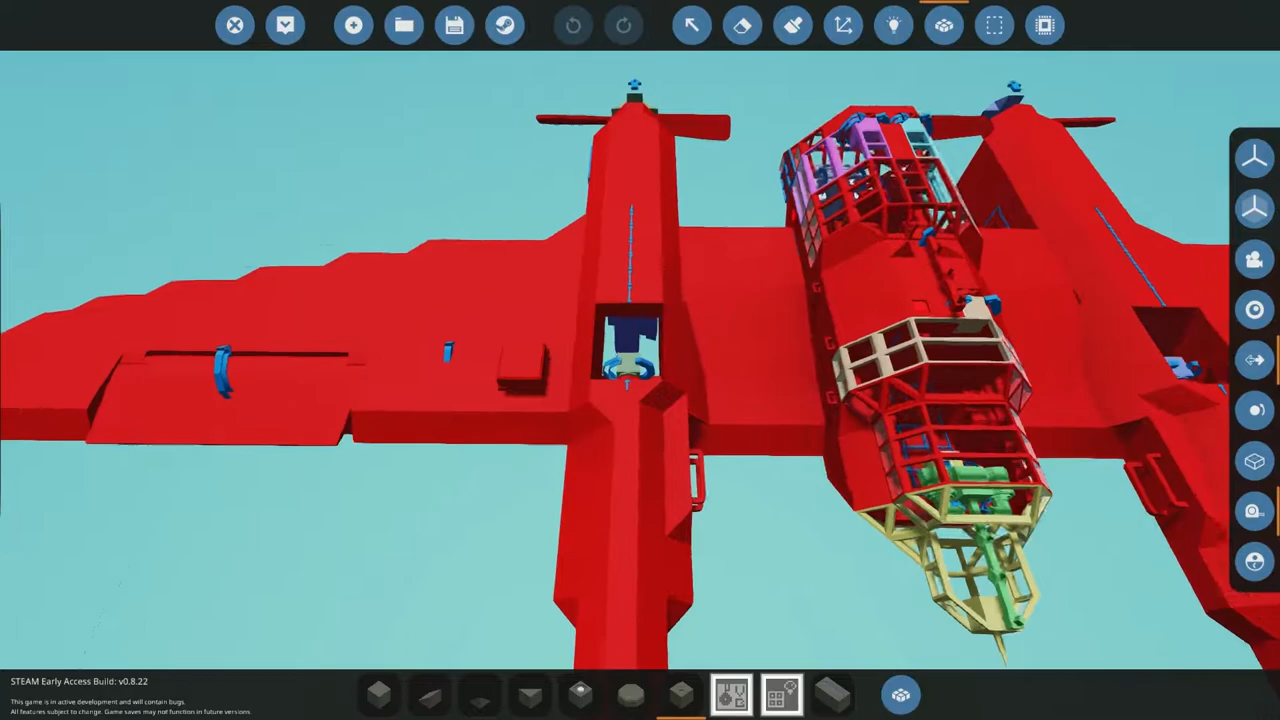 STEAM Early Access Build: v0.8.22
This game is in active development and will contain bugs.
All features subject to change. Game saves may not function in future versions.